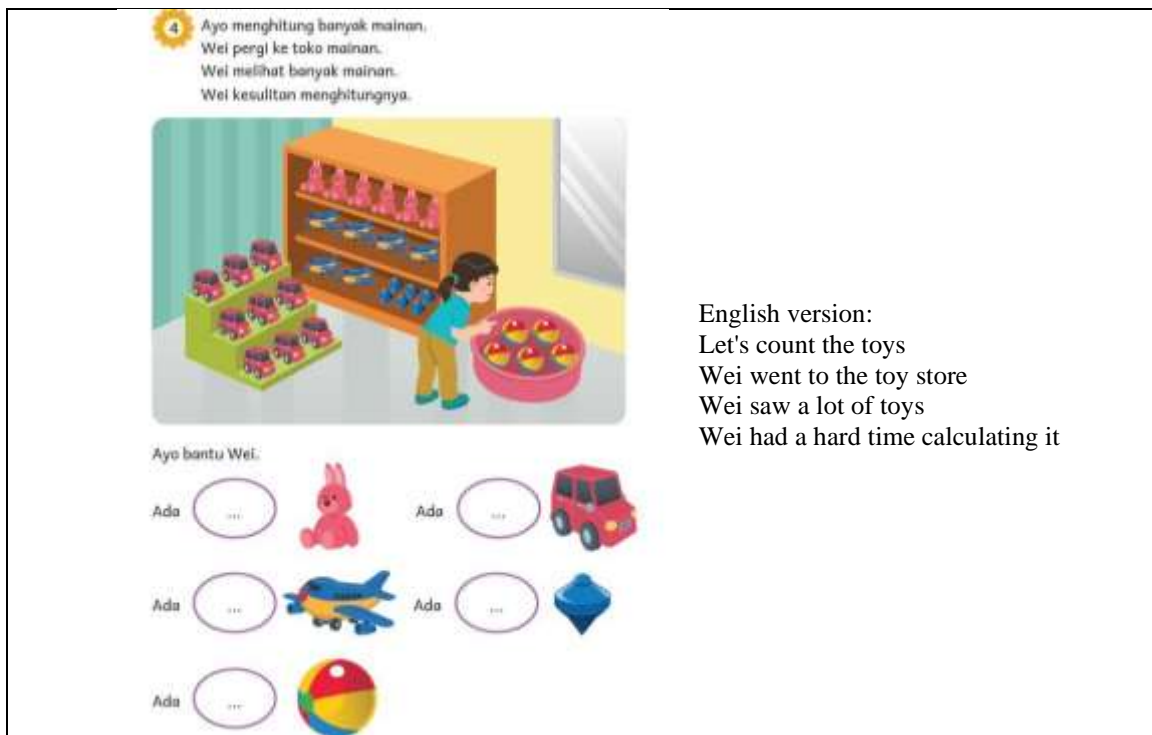 4
Ayo menghitung banyak mainan.
Wei pergi ke toko mainan.
Wei melihat banyak mainan.
Wei kesulitan menghitungnya.
English version:
Let's count the toys
Wei went to the toy store
Wei saw a lot of toys
Wei had a hard time calculating it
Ayo bantu Wei.
Ada ... Ada ...
Ada ... Ada ...
Ada ...